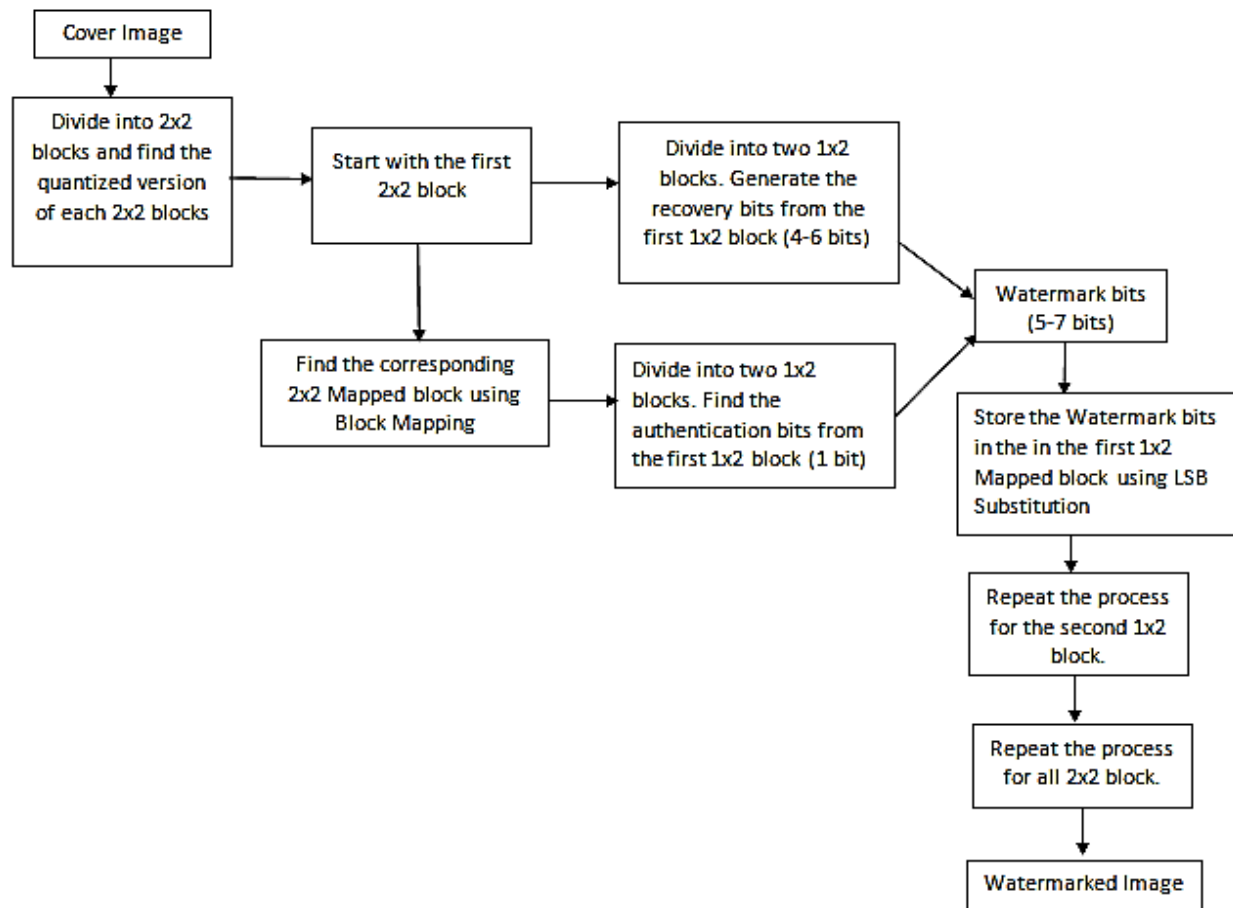 Cover Image
Divide into 2x2
blocks and find the
quantized version
of each 2x2 blocks
Start with the first
2x2 block
Divide into two 1x2
blocks. Generate the
recovery bits from the
first 1x2 block (4-6 bits)
Find the corresponding
2x2 Mapped block using
Block Mapping
Divide into two 1x2
blocks. Find the
authentication bits from
the first 1x2 block (1 bit)
Watermark bits
(5-7 bits)
Store the Watermark bits
in the in the first 1x2
Mapped block using LSB
Substitution
Repeat the process
for the second 1x2
block.
Repeat the process
for all 2x2 block.
Watermarked Image